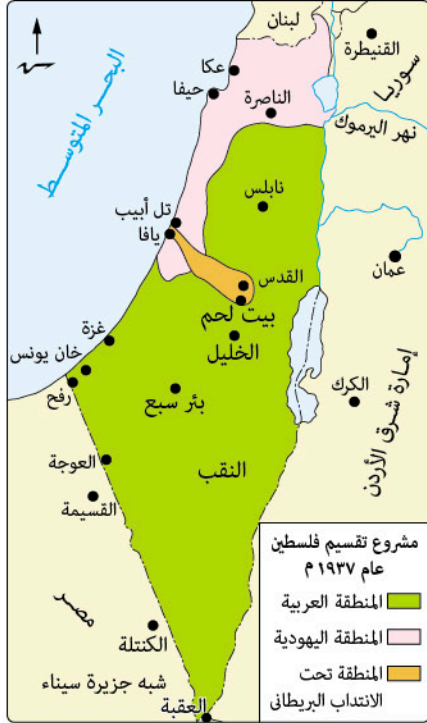 لبنان
القنيطرة
سوريا
عكا
حيفا
الناصرة
نهر اليرموك
البحر المتوسط
نابلس
تل أبيب
يافا
عمان
القدس
بيت لحم
الخليل
غزة
خان يونس
رفح
بئر سبع
الكرك
إمارة شرق الأردن
العوجة
النقب
القسيمة
مصر
الكنتلة
شبه جزيرة سيناء
العقبة
مشروع تقسيم فلسطين
عام ١٩٣٧ م
المنطقة العربية
المنطقة اليهودية
المنطقة تحت
الانتداب البريطانى